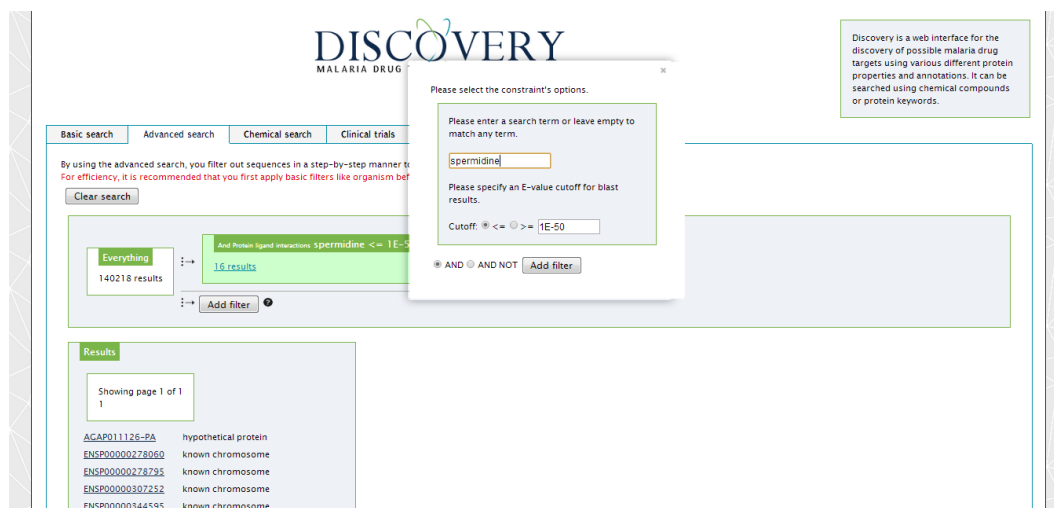 DISCOVERY
MALARIA DRUG
Discovery is a web interface for the
discovery of possible malaria drug
targets using various different protein
properties and annotations. It can be
searched using chemical compounds
or protein keywords.
×
Please select the constraint's options.
Please enter a search term or leave empty to
match any term.
spermidine
Please specify an E-value cutoff for blast
results.
Cutoff: <= >= 1E-50
AND AND NOT Add filter
Basic search Advanced search Chemical search Clinical trials
By using the advanced search, you filter out sequences in a step-by-step manner to
For efficiency, it is recommended that you first apply basic filters like organism bef
Clear search
Everything
140218 results
And Protein ligand interactions spermidine <= 1E-5
16 results
Add filter ?
Results
Showing page 1 of 1
1
AGAP011126-PA hypothetical protein
ENSP00000278060 known chromosome
ENSP00000278795 known chromosome
ENSP00000307252 known chromosome
ENSP00000344595 known chromosome